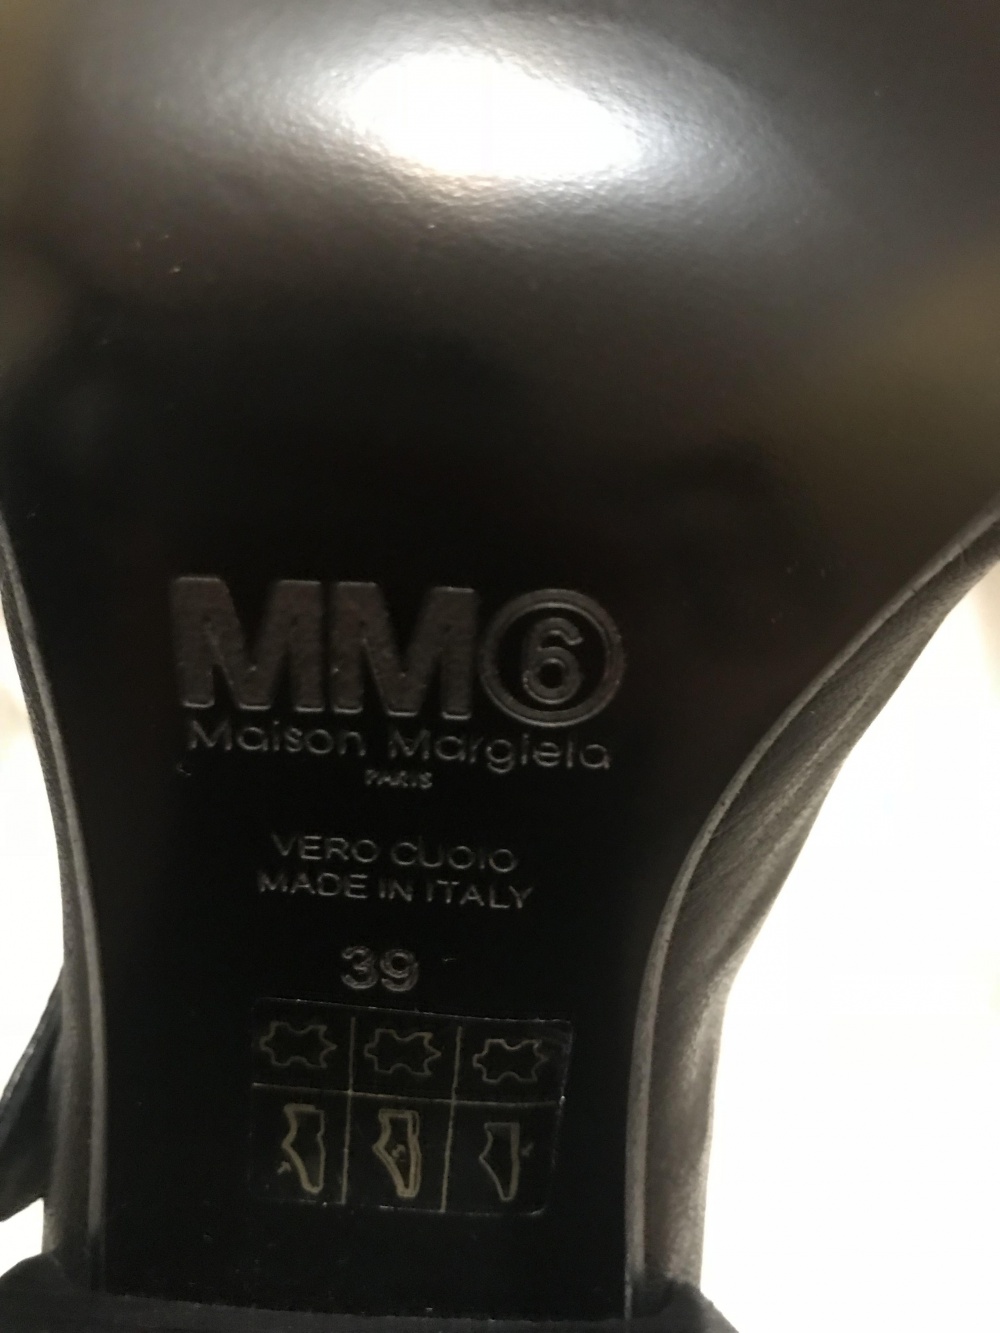 MM6
Maison Margiela
PARIS
VERO CUOIO
MADE IN ITALY
39